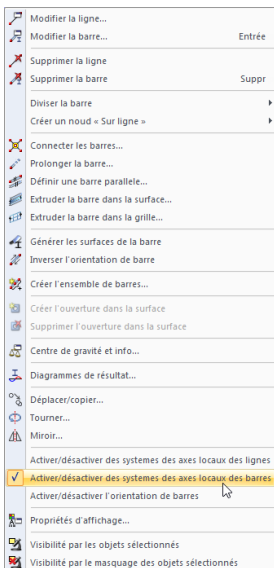 Modifier la ligne...
Modifier la barre... Entrée
Supprimer la ligne
Supprimer la barre Suppr
Diviser la barre
Créer un noud « Sur ligne »
Connecter les barres...
Prolonger la barre...
Définir une barre parallele...
Extruder la barre dans la surface...
Extruder la barre dans la grille...
Générer les surfaces de la barre
Inverser l'orientation de barre
Créer l'ensemble de barres...
Créer l'ouverture dans la surface
Supprimer l'ouverture dans la surface
Centre de gravité et info...
Diagrammes de résultat...
Déplacer/copier...
Tourner...
Miroir...
Activer/désactiver des systemes des axes locaux des lignes
Activer/désactiver des systemes des axes locaux des barres
Activer/désactiver l'orientation de barres
Propriétés d'affichage...
Visibilité par les objets sélectionnés
Visibilité par le masquage des objets sélectionnés